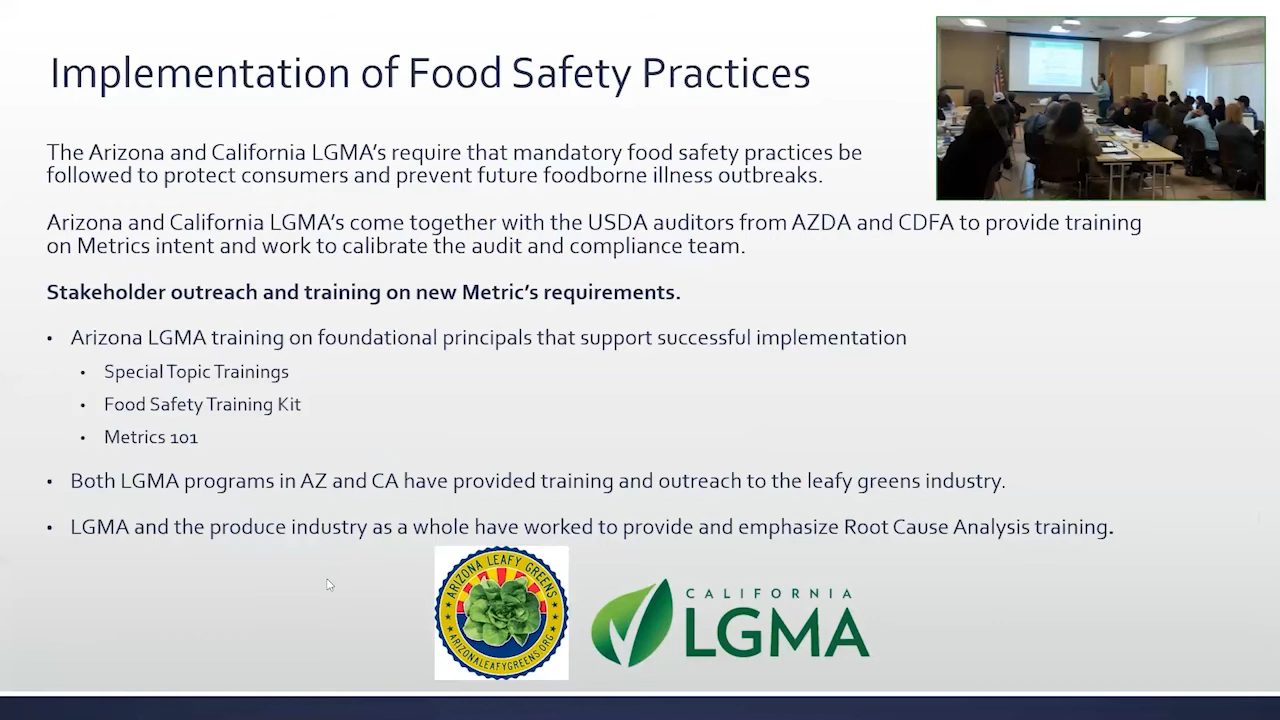 Implementation of Food Safety Practices
The Arizona and California LGMA's require that mandatory food safety practices be
followed to protect consumers and prevent future foodborne illness outbreaks.
Arizona and California LGMA's come together with the USDA auditors from AZDA and CDFA to provide training
on Metrics intent and work to calibrate the audit and compliance team.
Stakeholder outreach and training on new Metric's requirements.
• Arizona LGMA training on foundational principals that support successful implementation
• Special Topic Trainings
• Food Safety Training Kit
• Metrics 101
• Both LGMA programs in AZ and CA have provided training and outreach to the leafy greens industry.
• LGMA and the produce industry as a whole have worked to provide and emphasize Root Cause Analysis training.
ARIZONA LEAFY GREENS
ARIZONALEAFYGREENS.ORG
CALIFORNIA
LGMA